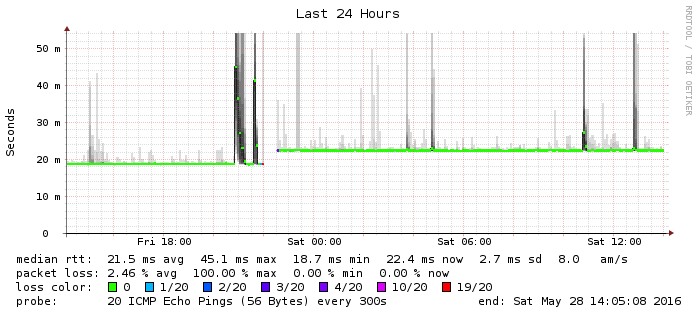 Last 24 Hours
RRDTOOL / TOBI OETIKER
Seconds
50 m
40 m
30 m
20 m
10 m
0
Fri 18:00 Sat 00:00 Sat 06:00 Sat 12:00
median rtt: 21.5 ms avg 45.1 ms max 18.7 ms min 22.4 ms now 2.7 ms sd 8.0 am/s
packet loss: 2.46 % avg 100.00 % max 0.00 % min 0.00 % now
loss color: 0 1/20 2/20 3/20 4/20 10/20 19/20
probe: 20 ICMP Echo Pings (56 Bytes) every 300s end: Sat May 28 14:05:08 2016